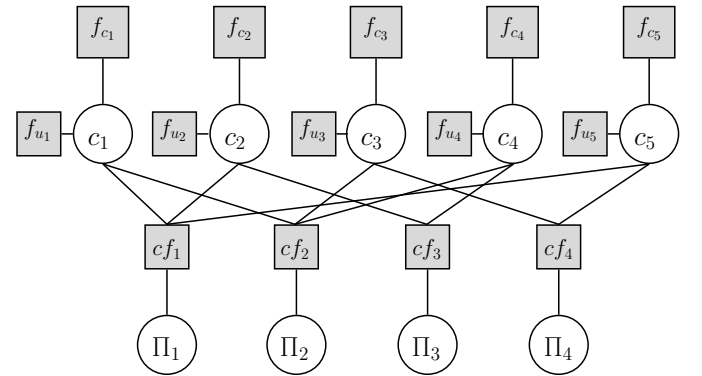 f_{c_1} f_{c_2} f_{c_3} f_{c_4} f_{c_5}
f_{u_1} c_1 f_{u_2} c_2 f_{u_3} c_3 f_{u_4} c_4 f_{u_5} c_5
cf_1 cf_2 cf_3 cf_4
Π_1 Π_2 Π_3 Π_4